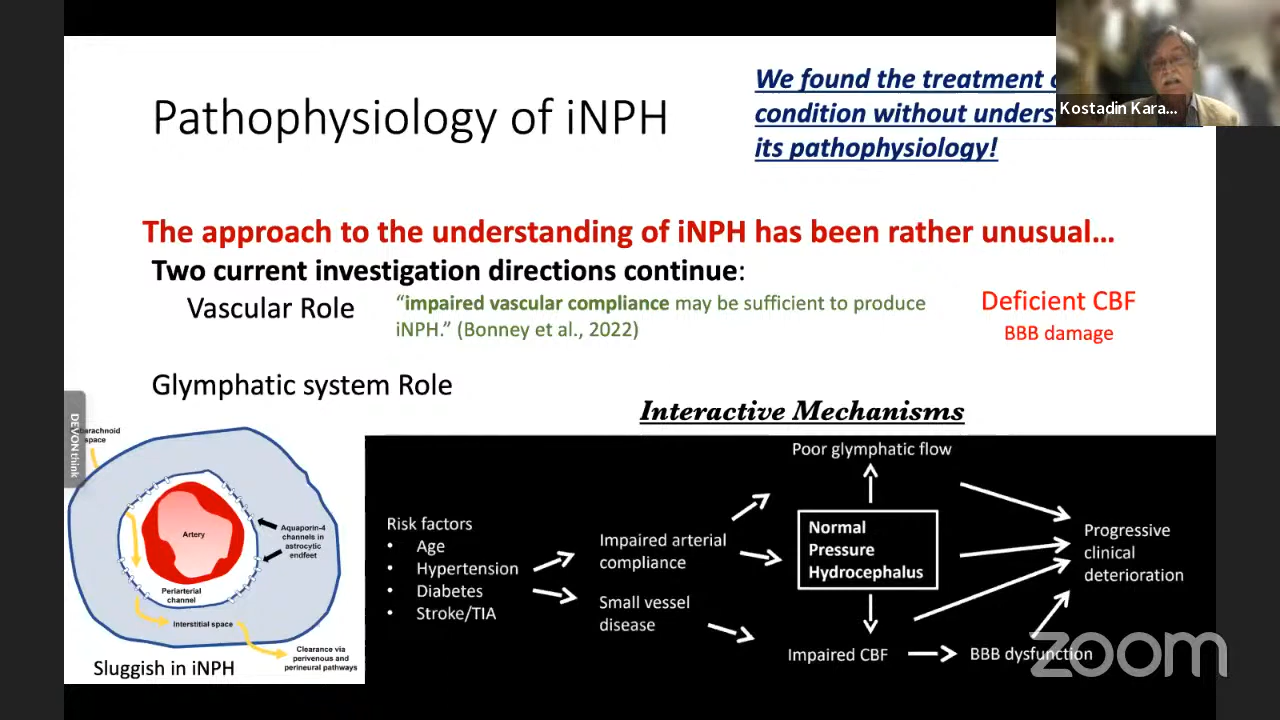 We found the treatment
Kostadin Kara...
condition without
its pathophysiology!
Pathophysiology of iNPH
The approach to the understanding of iNPH has been rather unusual...
Two current investigation directions continue:
Vascular Role
“impaired vascular compliance may be sufficient to produce
iNPH.” (Bonney et al., 2022)
Deficient CBF
BBB damage
Glymphatic system Role
Interactive Mechanisms
DEVONthink
space
Artery
Aquaporin-4
channels in
astrocytic
endfeet
Periarterial
channel
Interstitial space
Clearance via
perivenous and
perineural pathways
Sluggish in iNPH
Poor glymphatic flow
Risk factors
• Age
• Hypertension
• Diabetes
• Stroke/TIA
Impaired arterial
compliance
Small vessel
disease
Normal
Pressure
Hydrocephalus
Progressive
clinical
deterioration
Impaired CBF
BBB dysfunction
zoom